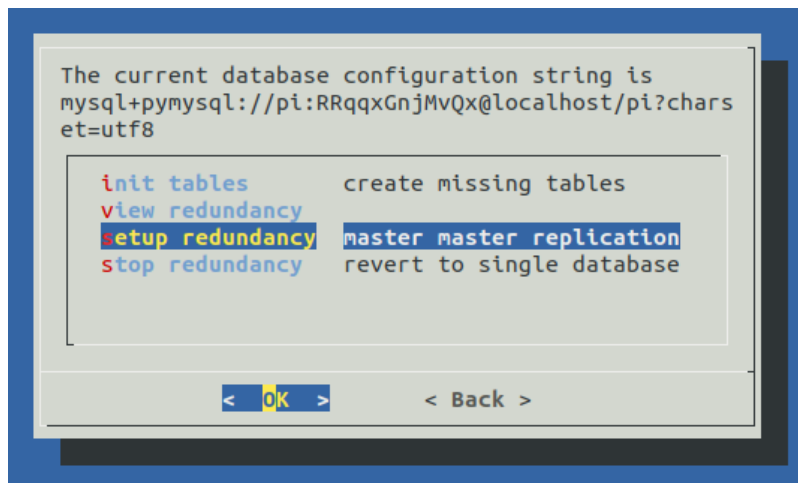 The current database configuration string is
mysql+pymysql://pi:RRqqxGnjMvQx@localhost/pi?chars
et=utf8
init tables create missing tables
view redundancy
setup redundancy master master replication
stop redundancy revert to single database
< OK > < Back >